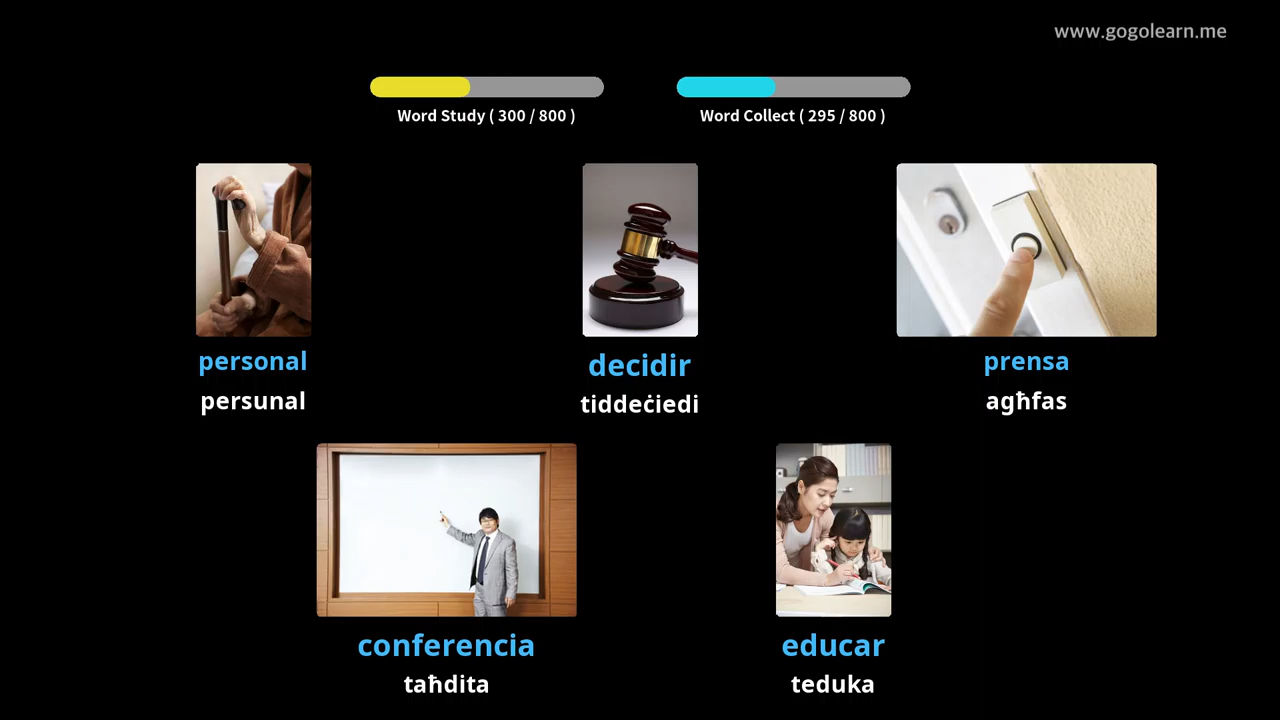 www.gogolearn.me
Word Study ( 300 / 800 )
Word Collect ( 295 / 800 )
personal
persunal
decidir
tiddeċiedi
prensa
agħfas
conferencia
taħdita
educar
teduka